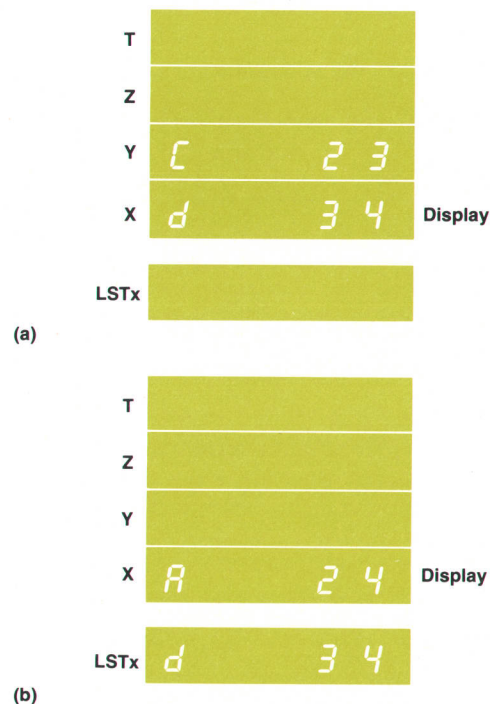 T
Z
Y C 2 3
X d 3 4 Display
LSTx
(a)
T
Z
Y
X A 2 4 Display
LSTx d 3 4
(b)